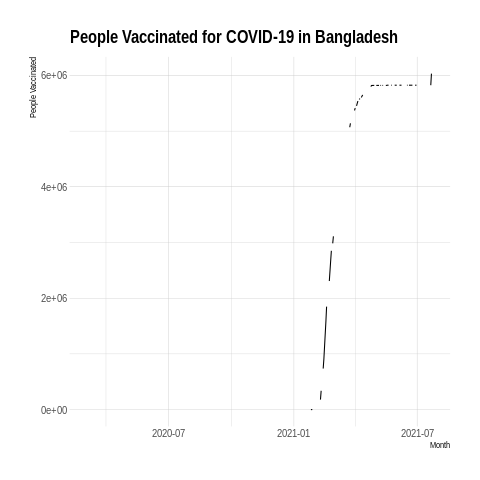 People Vaccinated for COVID-19 in Bangladesh
People Vaccinated
6e+06
4e+06
2e+06
0e+00
2020-07
2021-01
2021-07
Month